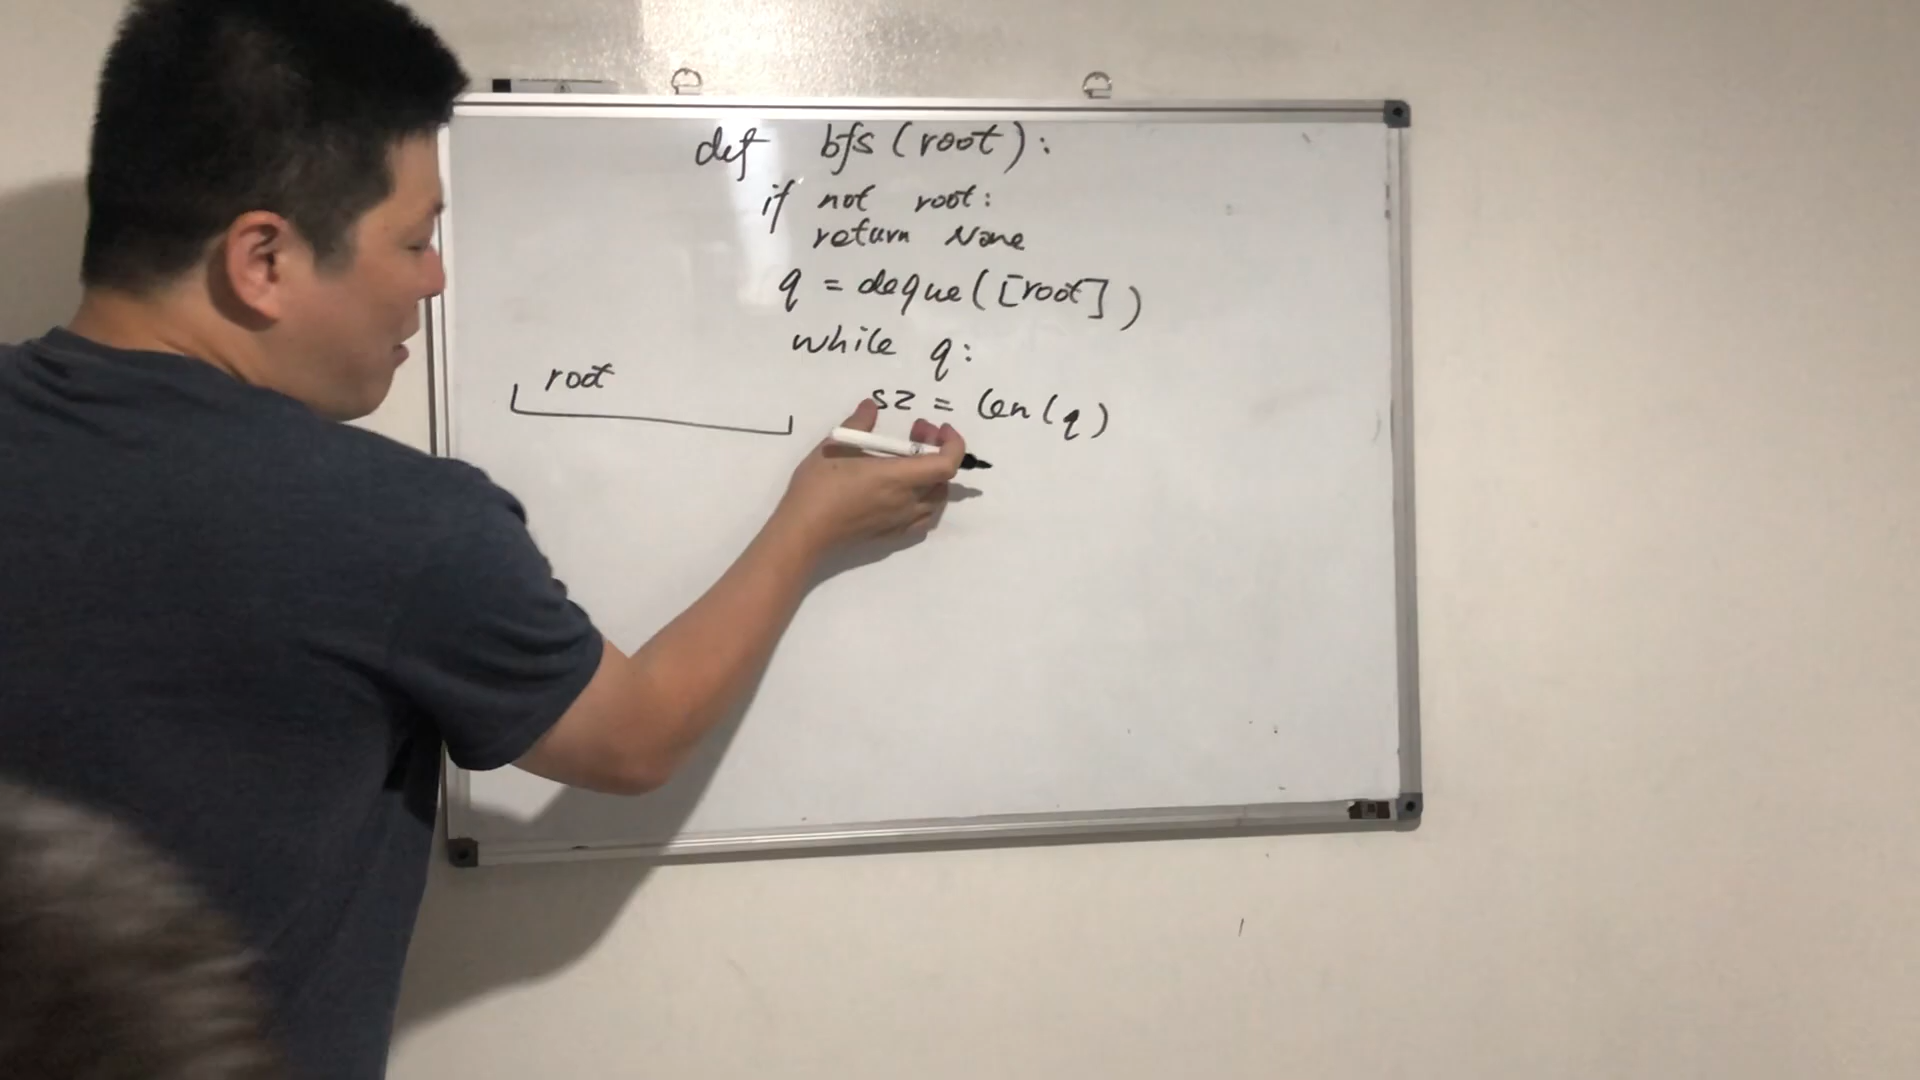 def bfs(root):
if not root:
return None
q = deque([root])
while q:
root
sz = len(q)